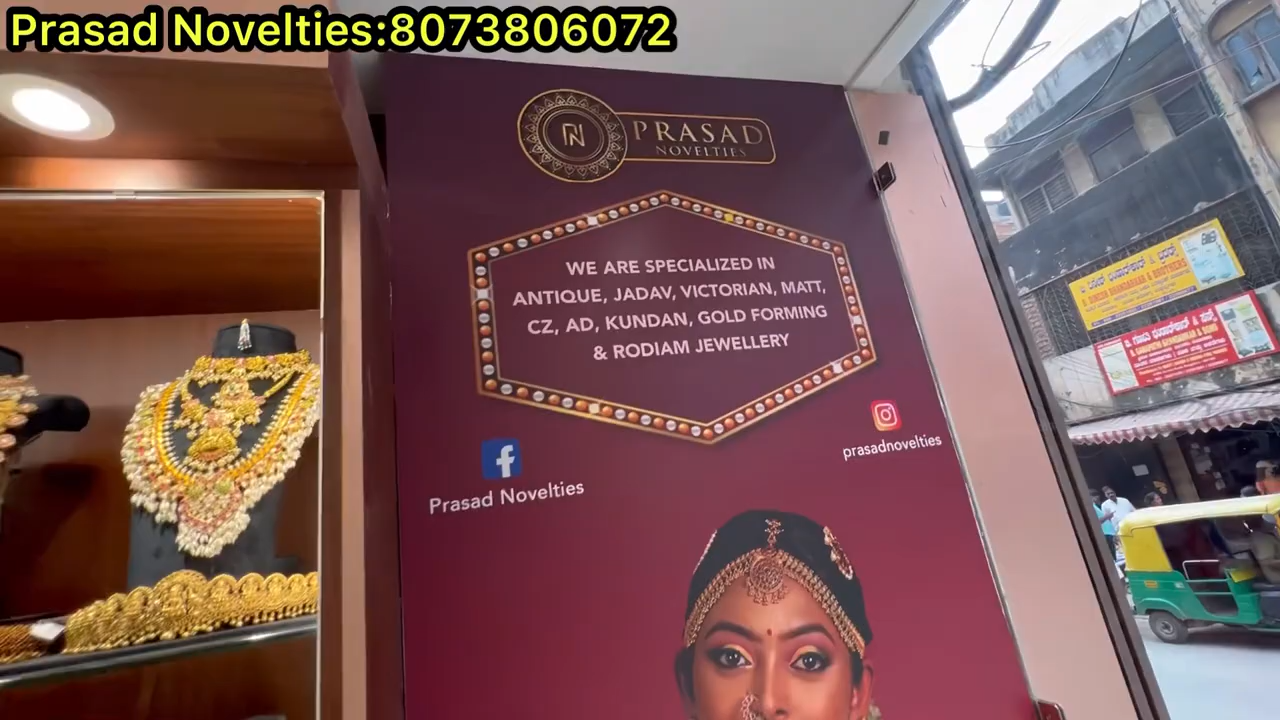 Prasad Novelties:8073806072
PRASAD
NOVELTIES
WE ARE SPECIALIZED IN
ANTIQUE, JADAV, VICTORIAN, MATT,
CZ, AD, KUNDAN, GOLD FORMING
& RODIAM JEWELLERY
prasadnovelties
Prasad Novelties